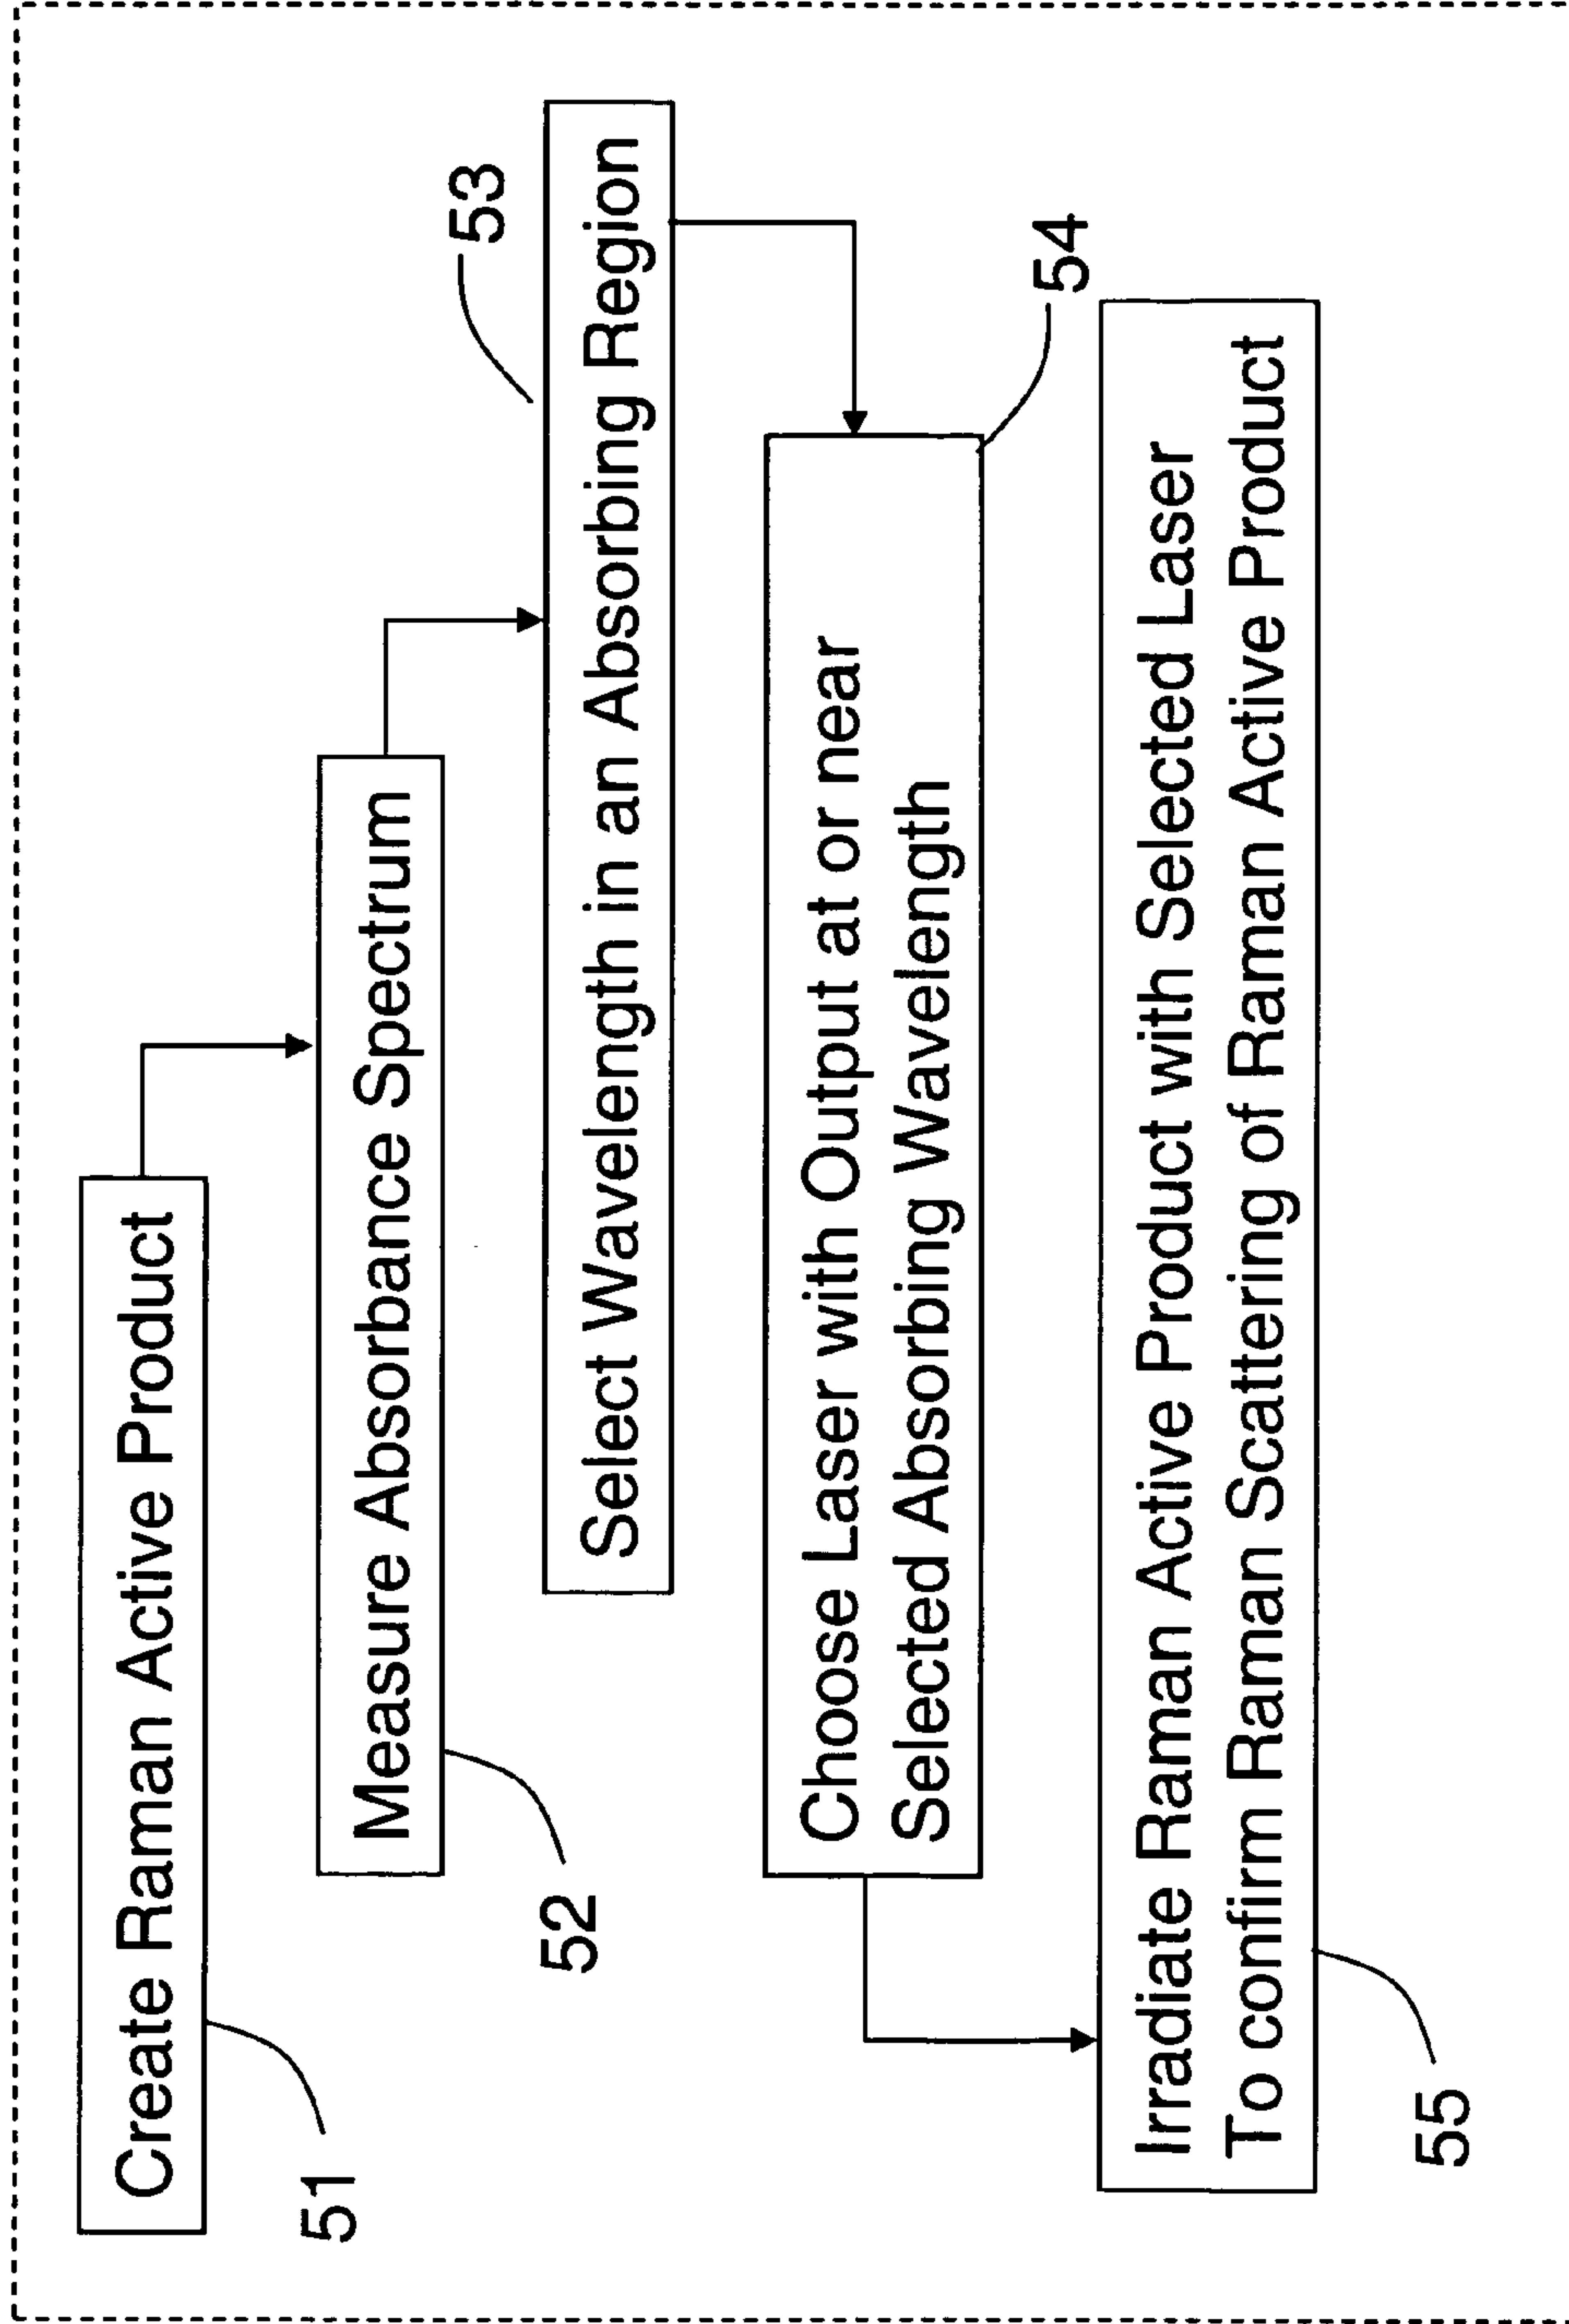 Create Raman Active Product
51
Measure Absorbance Spectrum
52
53
Select Wavelength in an Absorbing Region
Choose Laser with Output at or near
Selected Absorbing Wavelength
54
Irradiate Raman Active Product with Selected Laser
To confirm Raman Scattering of Raman Active Product
55